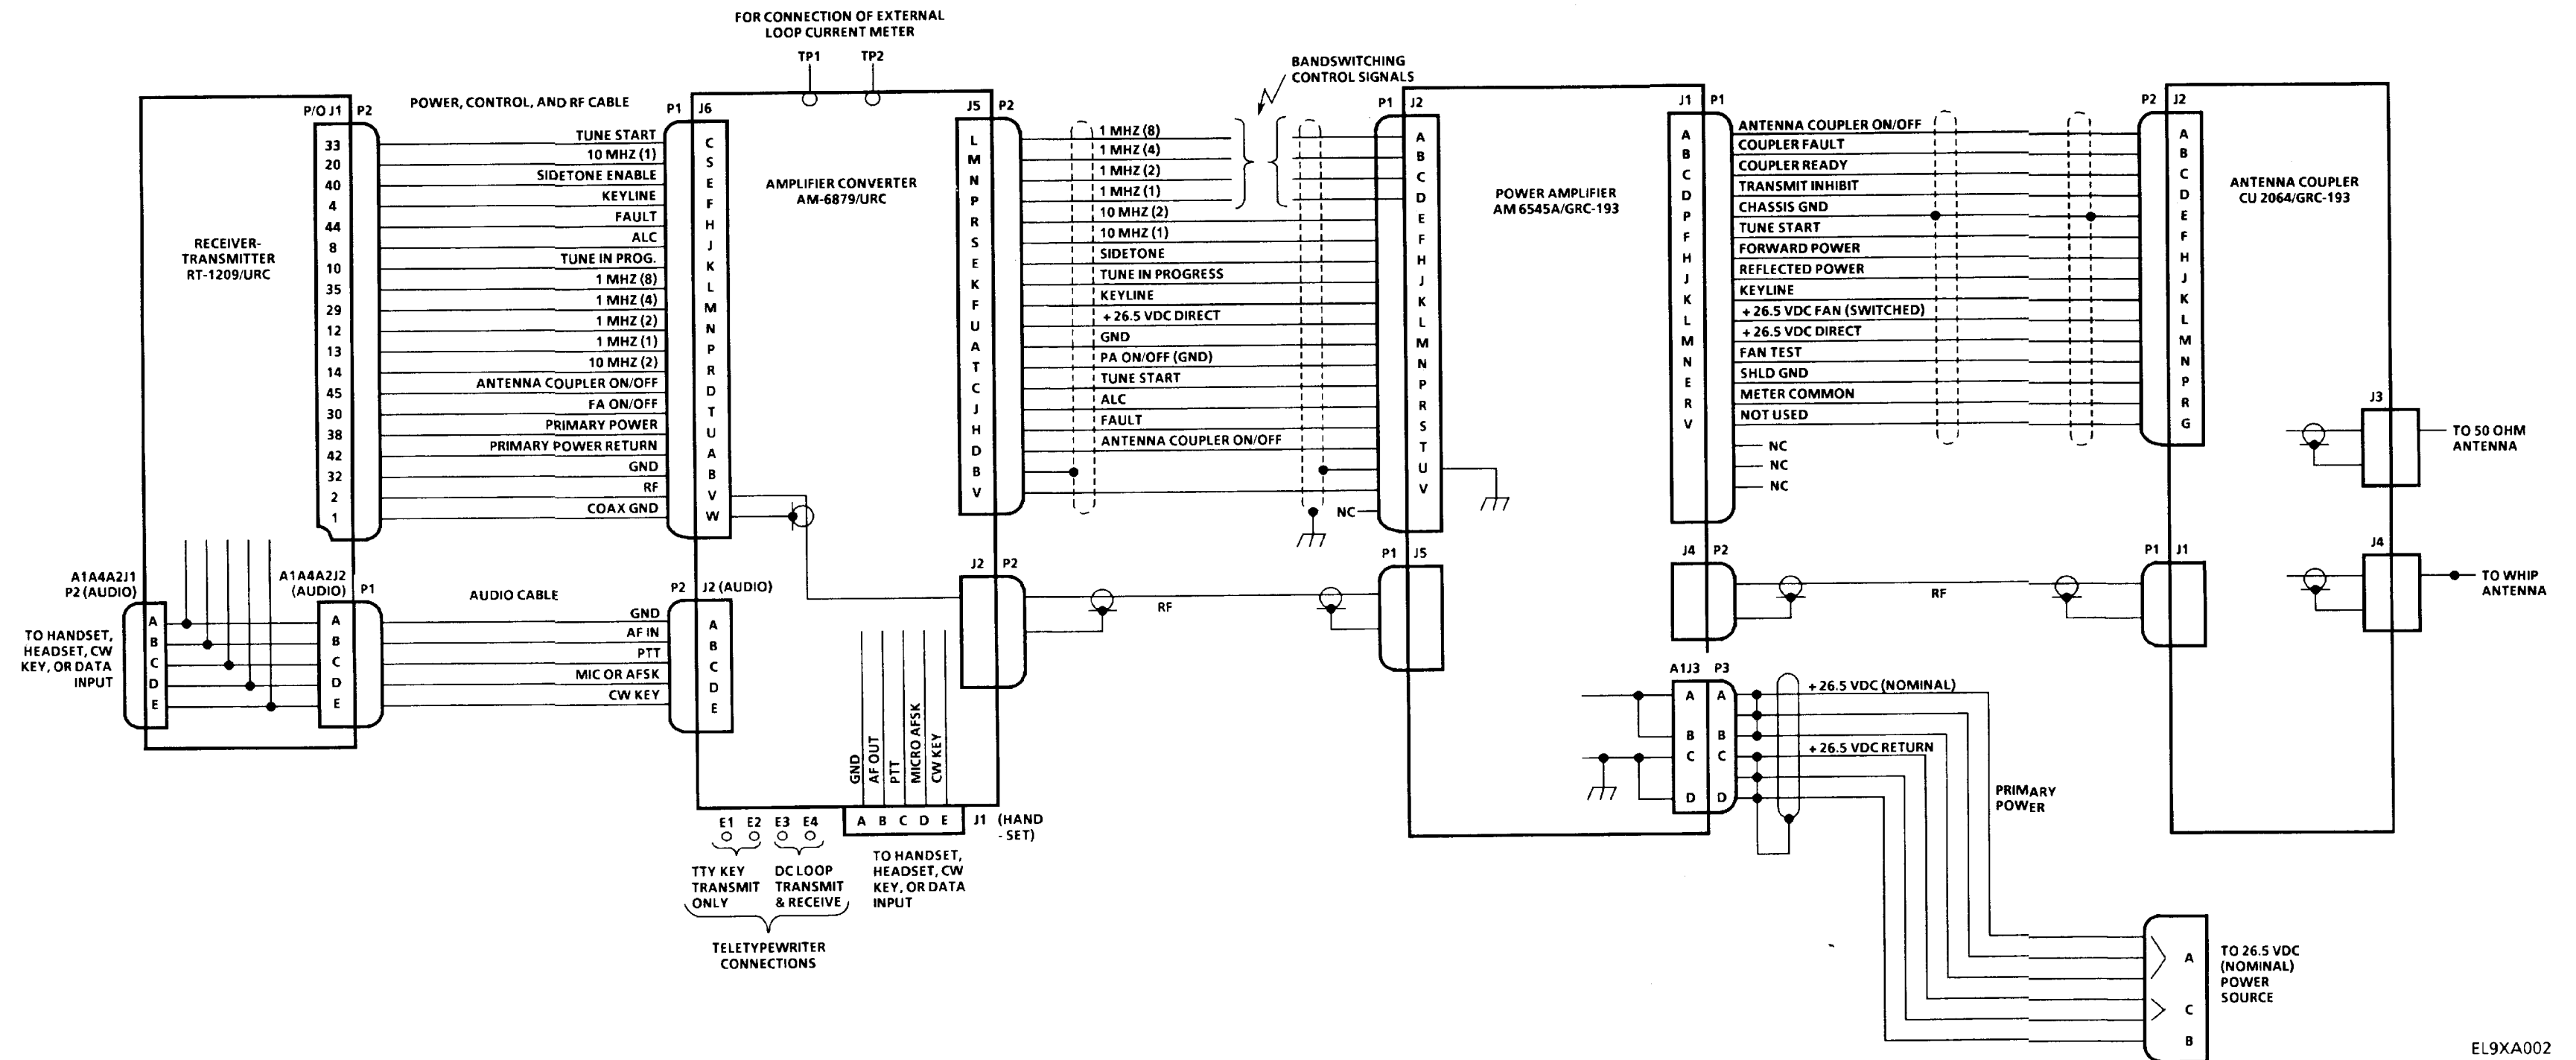 FOR CONNECTION OF EXTERNAL
LOOP CURRENT METER
TP1
TP2
BANDSWITCHING
CONTROL SIGNALS
P/O J1
P2
POWER, CONTROL, AND RF CABLE
P1
J6
RECEIVER-
TRANSMITTER
RT-1209/URC
33
20
40
4
44
8
10
35
29
12
13
14
45
30
38
42
32
2
1
TUNE START
10 MHZ (1)
SIDETONE ENABLE
KEYLINE
FAULT
ALC
TUNE IN PROG.
1 MHZ (8)
1 MHZ (4)
1 MHZ (2)
1 MHZ (1)
10 MHZ (2)
ANTENNA COUPLER ON/OFF
FA ON/OFF
PRIMARY POWER
PRIMARY POWER RETURN
GND
RF
COAX GND
C
S
E
F
H
J
K
L
M
N
P
R
D
T
U
A
B
V
W
AMPLIFIER CONVERTER
AM-6879/URC
J5
P2
L
M
N
P
R
S
E
K
F
U
A
T
C
J
H
D
B
V
1 MHZ (8)
1 MHZ (4)
1 MHZ (2)
1 MHZ (1)
10 MHZ (2)
10 MHZ (1)
SIDETONE
TUNE IN PROGRESS
KEYLINE
+ 26.5 VDC DIRECT
GND
PA ON/OFF (GND)
TUNE START
ALC
FAULT
ANTENNA COUPLER ON/OFF
NC
P1
J2
A
B
C
D
E
F
H
J
K
L
M
N
P
R
S
T
U
V
POWER AMPLIFIER
AM 6545A/GRC-193
J1
P1
A
B
C
D
P
F
H
J
K
L
M
N
E
R
V
ANTENNA COUPLER ON/OFF
COUPLER FAULT
COUPLER READY
TRANSMIT INHIBIT
CHASSIS GND
TUNE START
FORWARD POWER
REFLECTED POWER
KEYLINE
+ 26.5 VDC FAN (SWITCHED)
+ 26.5 VDC DIRECT
FAN TEST
SHLD GND
METER COMMON
NOT USED
NC
NC
NC
P2
J2
A
B
C
D
E
F
H
J
K
L
M
N
P
R
G
ANTENNA COUPLER
CU 2064/GRC-193
J3
TO 50 OHM
ANTENNA
J4
TO WHIP
ANTENNA
A1A4A2J1
P2 (AUDIO)
TO HANDSET,
HEADSET, CW
KEY, OR DATA
INPUT
A
B
C
D
E
A1A4A2J2
(AUDIO)
P1
A
B
C
D
E
AUDIO CABLE
GND
AF IN
PTT
MIC OR AFSK
CW KEY
P2
J2 (AUDIO)
A
B
C
D
E
J2
P2
RF
P1
J5
J4
P2
RF
P1
J1
GND
AF OUT
PTT
MICRO AFSK
CW KEY
A B C D E
J1 (HAND
- SET)
TO HANDSET,
HEADSET, CW
KEY, OR DATA
INPUT
E1 E2 E3 E4
TTY KEY
TRANSMIT
ONLY
DC LOOP
TRANSMIT
& RECEIVE
TELETYPEWRITER
CONNECTIONS
A1J3
P3
A A
B B
C C
D D
+ 26.5 VDC (NOMINAL)
+ 26.5 VDC RETURN
PRIMARY
POWER
A
C
B
TO 26.5 VDC
(NOMINAL)
POWER
SOURCE
EL9XA002